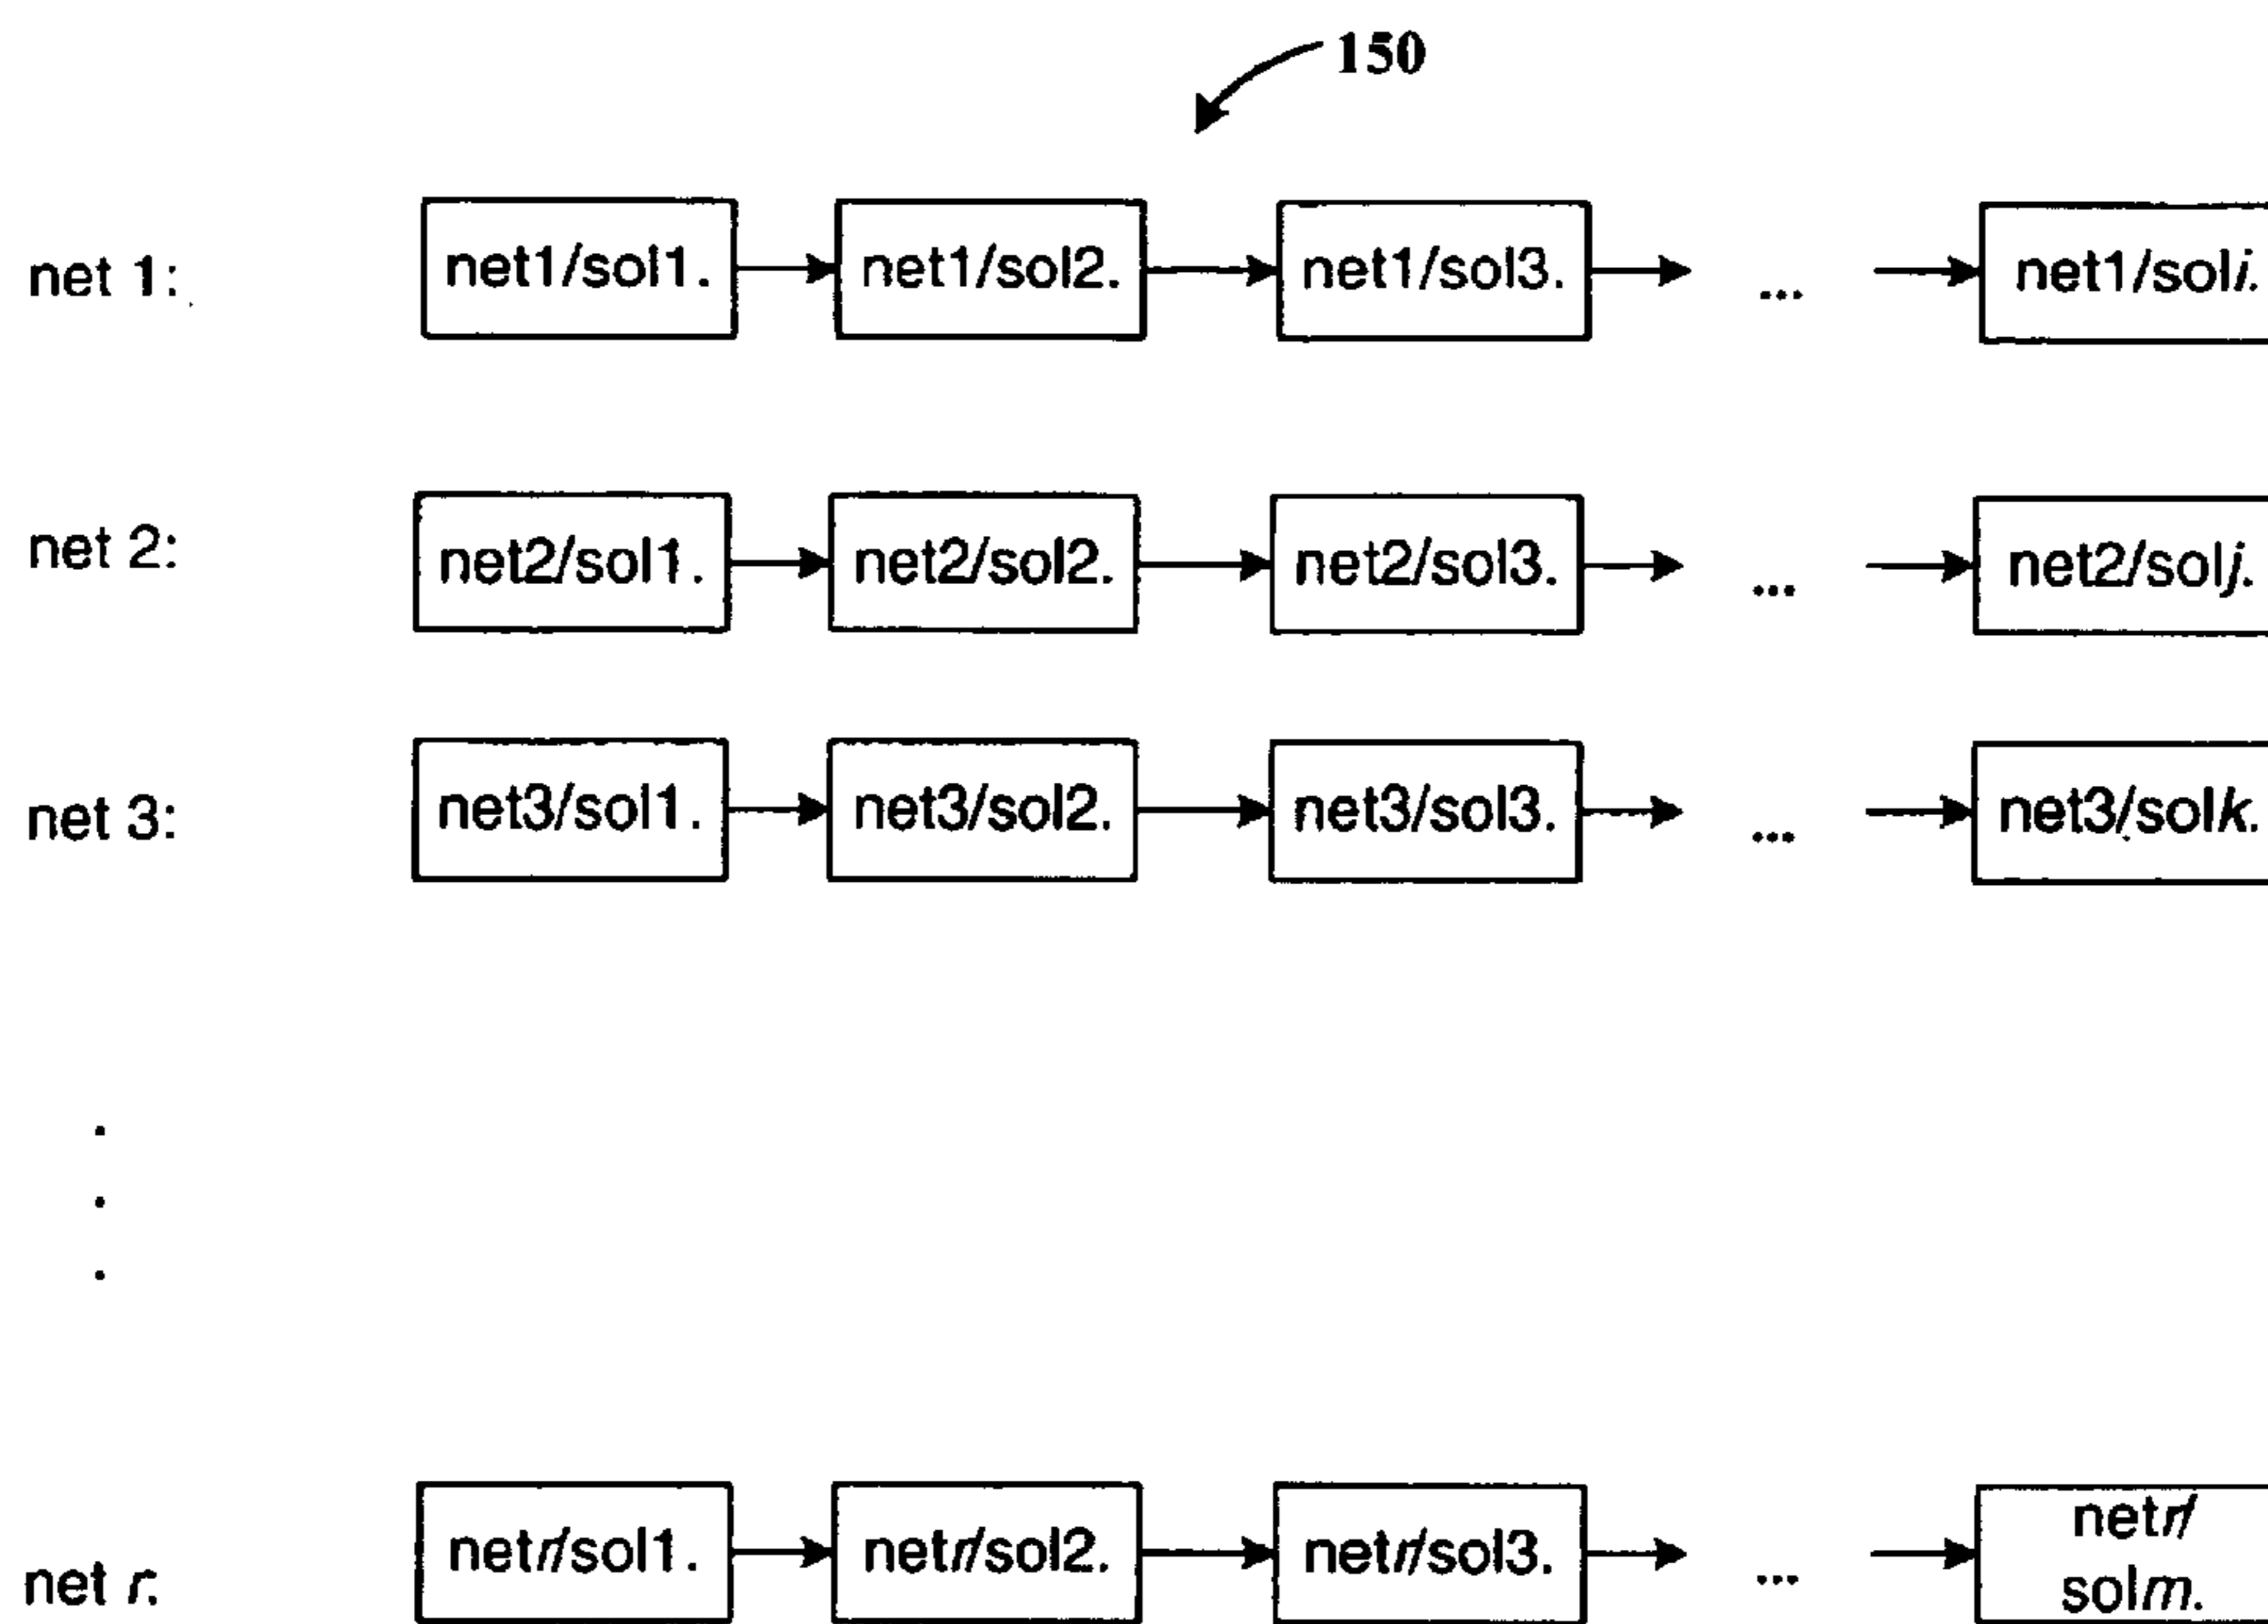 150
net 1: net1/sol1. net1/sol2. net1/sol3. ... net1/soli.
net 2: net2/sol1. net2/sol2. net2/sol3. ... net2/solj.
net 3: net3/sol1. net3/sol2. net3/sol3. ... net3/solk.
.
.
.
net r: netr/sol1. netr/sol2. netr/sol3. ... netr/
solm.